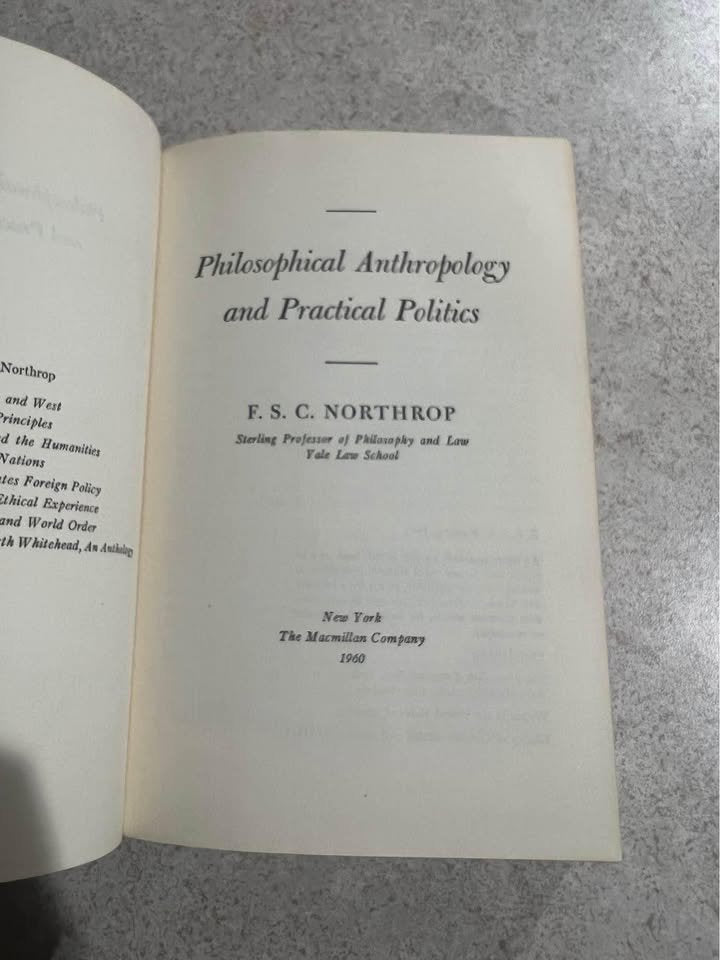 Northrop
and West
Principles
d the Humanities
Nations
tes Foreign Policy
Ethical Experience
and World Order
th Whitehead, An Anthology
Philosophical Anthropology
and Practical Politics
F. S. C. NORTHROP
Sterling Professor of Philosophy and Law
Yale Law School
New York
The Macmillan Company
1960